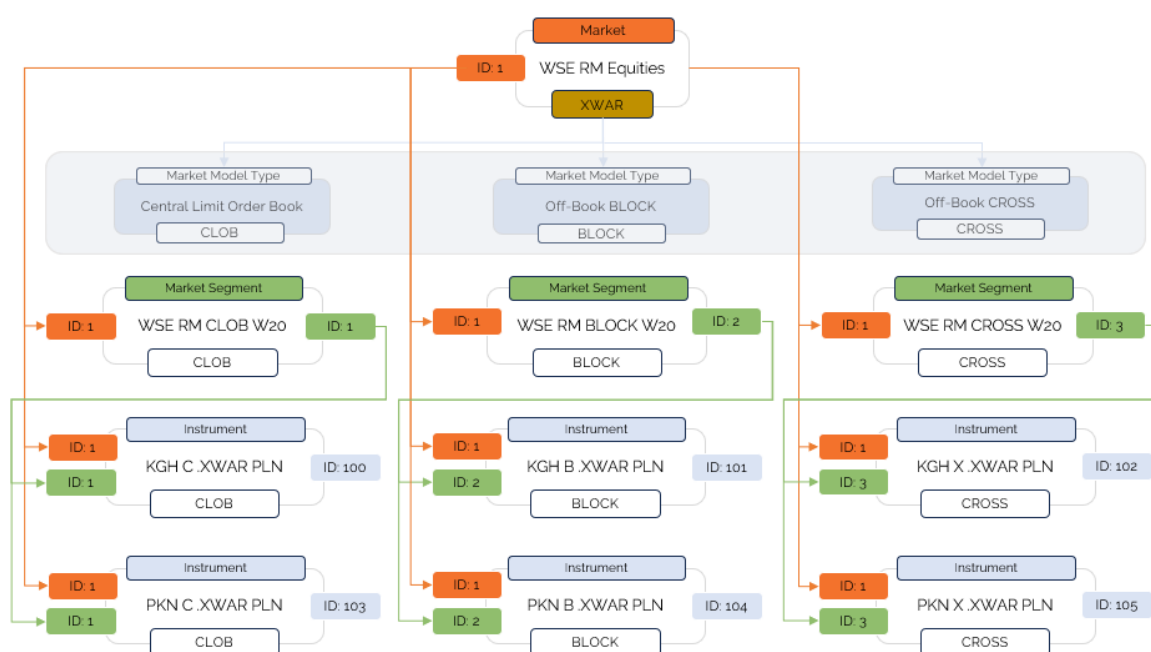 Market
ID: 1
WSE RM Equities
XWAR
Market Model Type
Central Limit Order Book
CLOB
Market Model Type
Off-Book BLOCK
BLOCK
Market Model Type
Off-Book CROSS
CROSS
Market Segment
ID: 1
WSE RM CLOB W20
ID: 1
CLOB
Market Segment
ID: 1
WSE RM BLOCK W20
ID: 2
BLOCK
Market Segment
ID: 1
WSE RM CROSS W20
ID: 3
CROSS
Instrument
ID: 1
KGH C .XWAR PLN
ID: 100
ID: 1
CLOB
Instrument
ID: 1
KGH B .XWAR PLN
ID: 101
ID: 2
BLOCK
Instrument
ID: 1
KGH X .XWAR PLN
ID: 102
ID: 3
CROSS
Instrument
ID: 1
PKN C .XWAR PLN
ID: 103
ID: 1
CLOB
Instrument
ID: 1
PKN B .XWAR PLN
ID: 104
ID: 2
BLOCK
Instrument
ID: 1
PKN X .XWAR PLN
ID: 105
ID: 3
CROSS